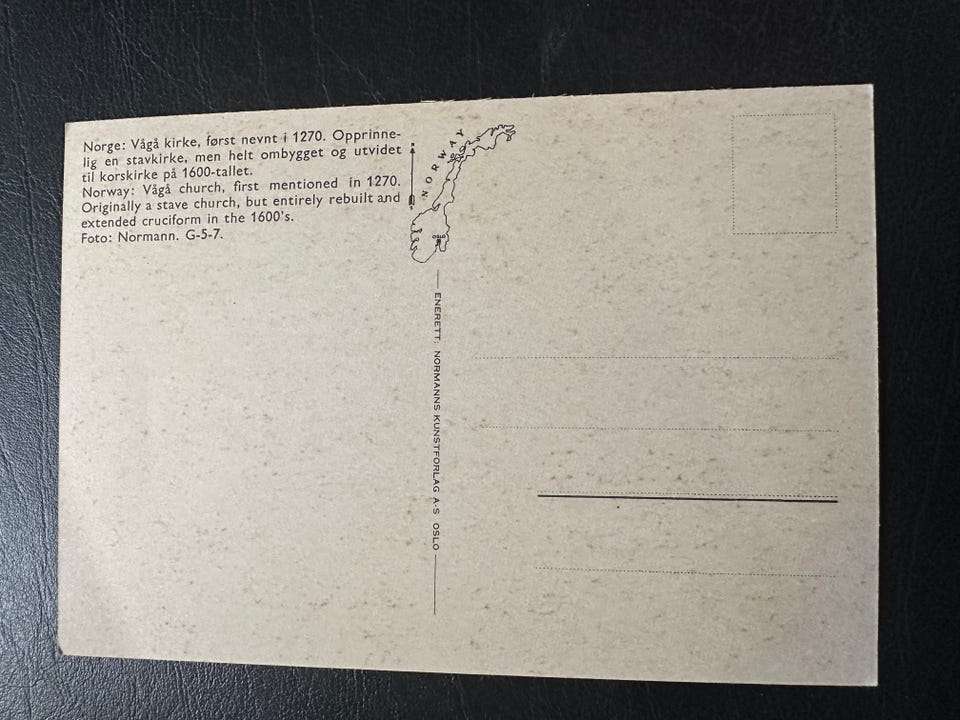 Norge: Vågå kirke, først nevnt i 1270. Opprinne-
lig en stavkirke, men helt ombygget og utvidet
til korskirke på 1600-tallet.
Norway: Vågå church, first mentioned in 1270.
Originally a stave church, but entirely rebuilt and
extended cruciform in the 1600's.
Foto: Normann. G-5-7.
NORWAY
ENERETT: NORMANNS KUNSTFORLAG A-S OSLO